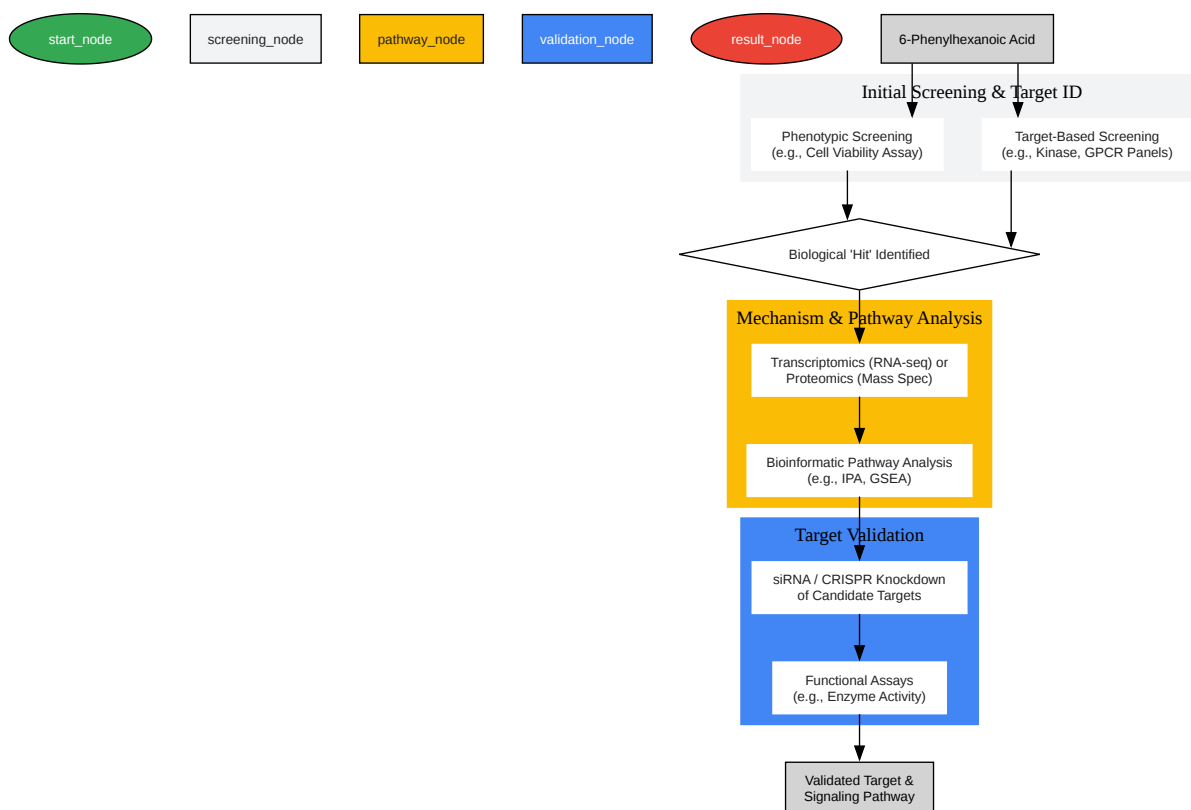 start_node
screening_node
pathway_node
validation_node
result_node
6-Phenylhexanoic Acid
Initial Screening & Target ID
Phenotypic Screening
(e.g., Cell Viability Assay)
Target-Based Screening
(e.g., Kinase, GPCR Panels)
Biological 'Hit' Identified
Mechanism & Pathway Analysis
Transcriptomics (RNA-seq) or
Proteomics (Mass Spec)
Bioinformatic Pathway Analysis
(e.g., IPA, GSEA)
Target Validation
siRNA / CRISPR Knockdown
of Candidate Targets
Functional Assays
(e.g., Enzyme Activity)
Validated Target &
Signaling Pathway